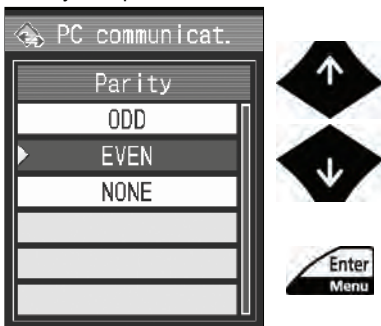 PC communicat.
Parity
ODD
EVEN
NONE
Enter
Menu